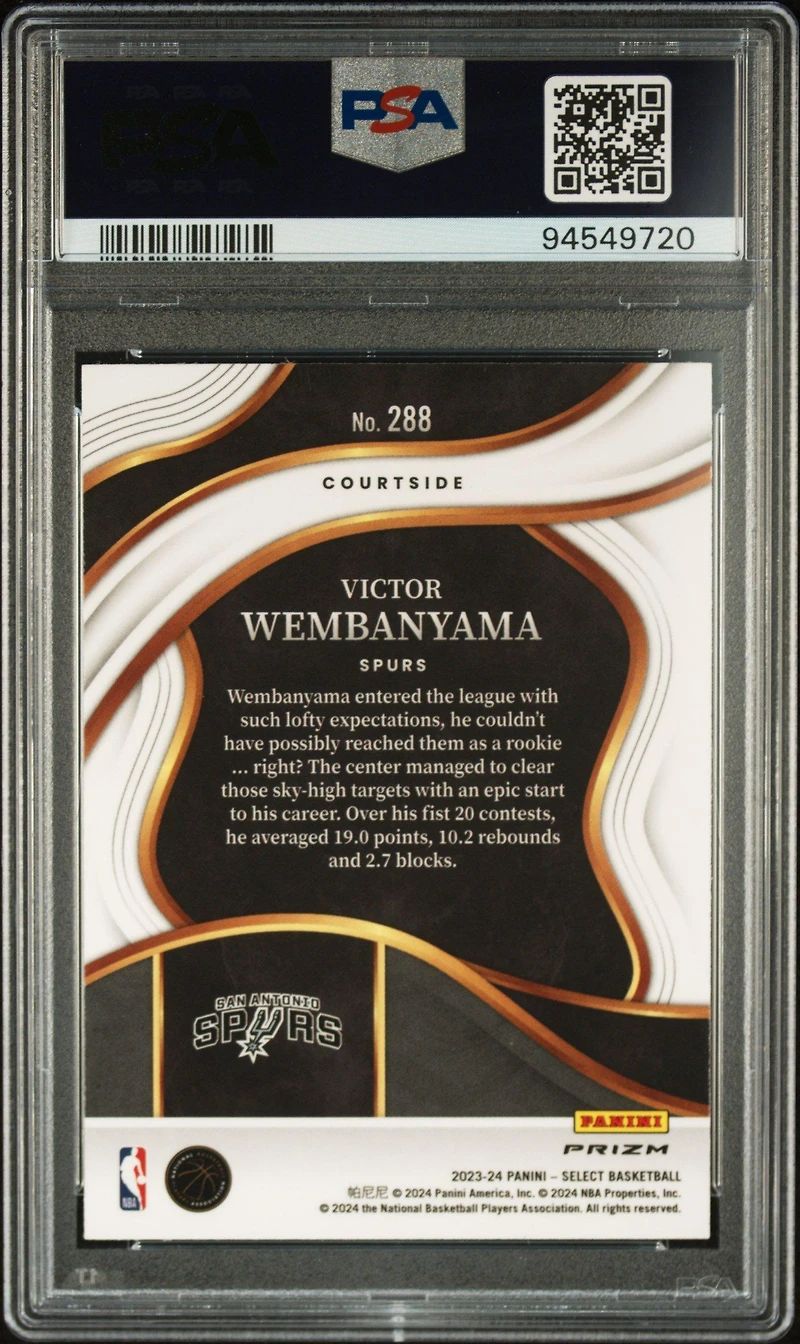 PSA
94549720
No. 288
COURTSIDE
VICTOR
WEMBANYAMA
SPURS
Wembanyama entered the league with
such lofty expectations, he couldn't
have possibly reached them as a rookie
... right? The center managed to clear
those sky-high targets with an epic start
to his career. Over his fist 20 contests,
he averaged 19.0 points, 10.2 rebounds
and 2.7 blocks.
SAN ANTONIO
SPURS
PANINI
PRIZM
2023-24 PANINI – SELECT BASKETBALL
帕尼尼 © 2024 Panini America, Inc. © 2024 NBA Properties, Inc.
© 2024 the National Basketball Players Association. All rights reserved.
NBA
PSA